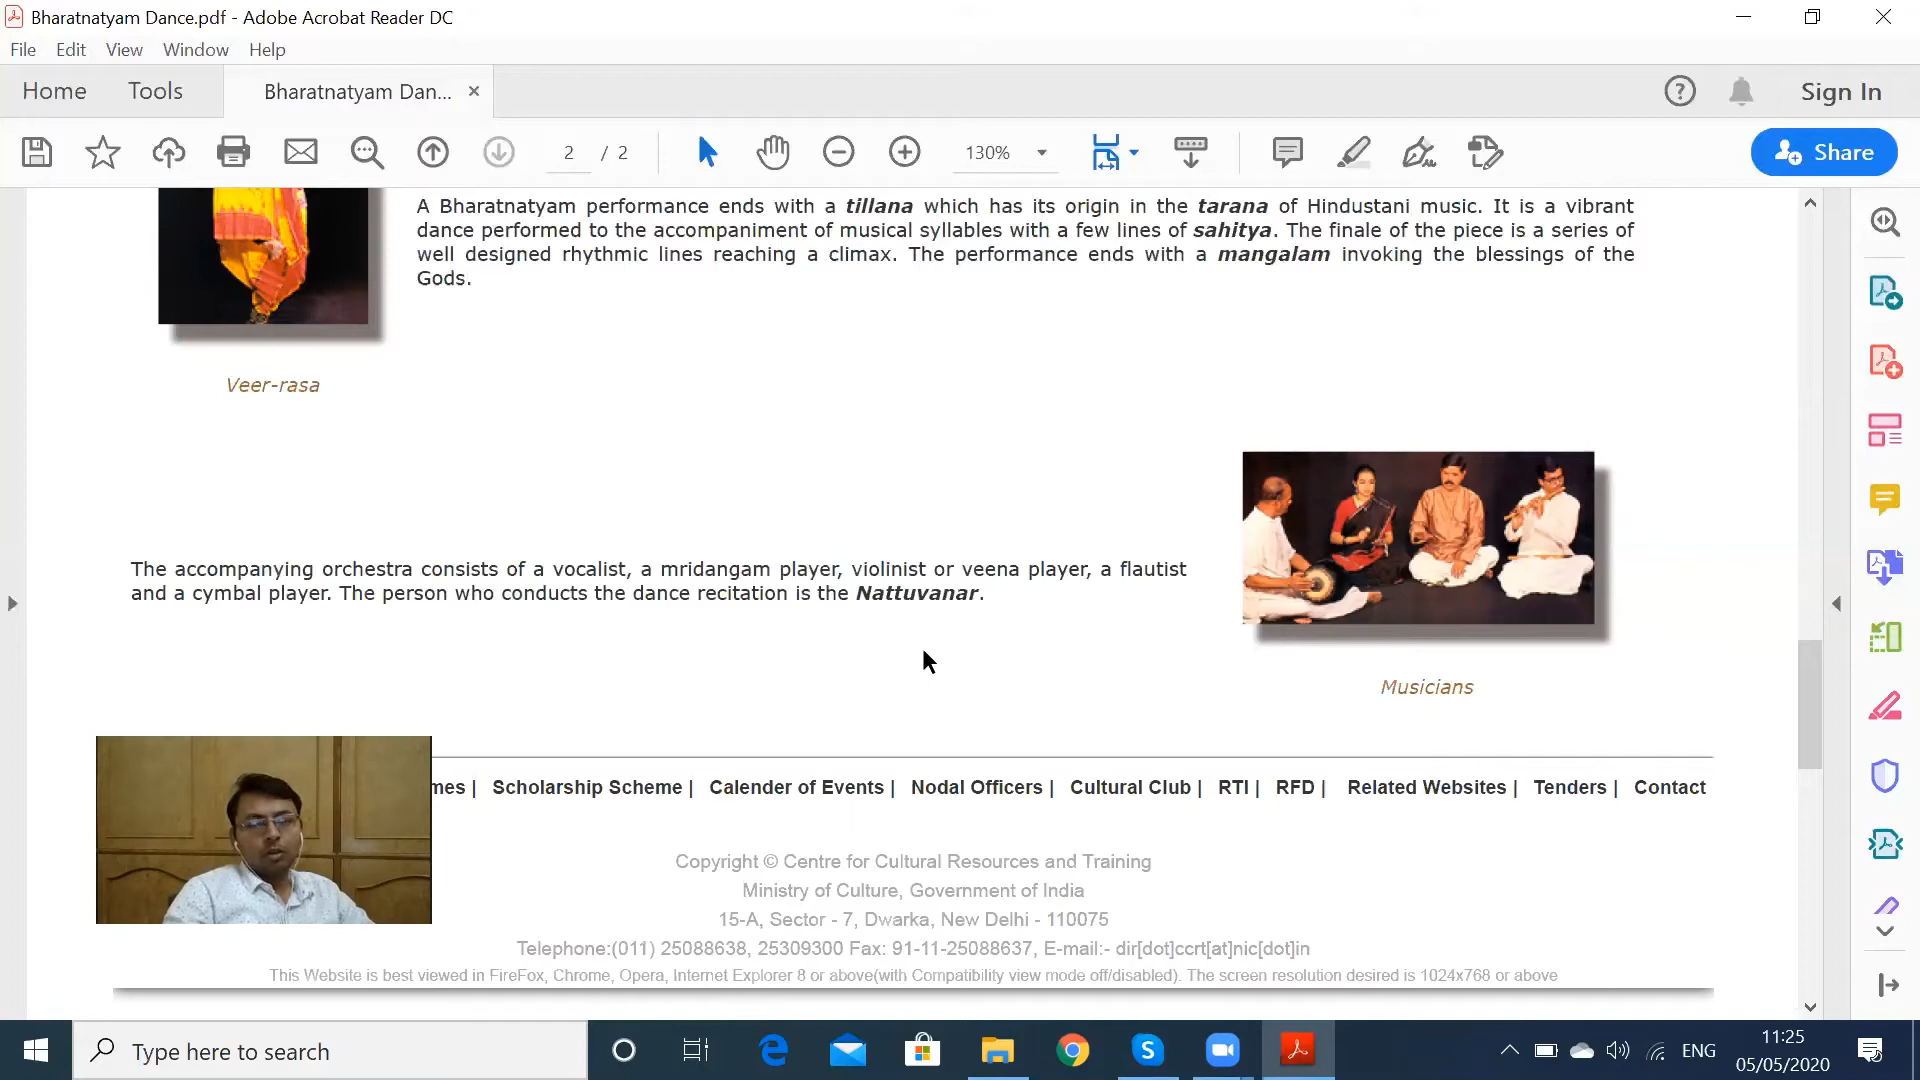 Bharatnatyam Dance.pdf - Adobe Acrobat Reader DC
File Edit View Window Help
Home Tools Bharatnatyam Dan... × Sign In
2 / 2 130% Share
A Bharatnatyam performance ends with a tillana which has its origin in the tarana of Hindustani music. It is a vibrant
dance performed to the accompaniment of musical syllables with a few lines of sahitya. The finale of the piece is a series of
well designed rhythmic lines reaching a climax. The performance ends with a mangalam invoking the blessings of the
Gods.
Veer-rasa
The accompanying orchestra consists of a vocalist, a mridangam player, violinist or veena player, a flautist
and a cymbal player. The person who conducts the dance recitation is the Nattuvanar.
Musicians
mes | Scholarship Scheme | Calender of Events | Nodal Officers | Cultural Club | RTI | RFD | Related Websites | Tenders | Contact
Copyright © Centre for Cultural Resources and Training
Ministry of Culture, Government of India
15-A, Sector - 7, Dwarka, New Delhi - 110075
Telephone:(011) 25088638, 25309300 Fax: 91-11-25088637, E-mail:- dir[dot]ccrt[at]nic[dot]in
This Website is best viewed in FireFox, Chrome, Opera, Internet Explorer 8 or above(with Compatibility view mode off/disabled). The screen resolution desired is 1024x768 or above
Type here to search
ENG
11:25
05/05/2020